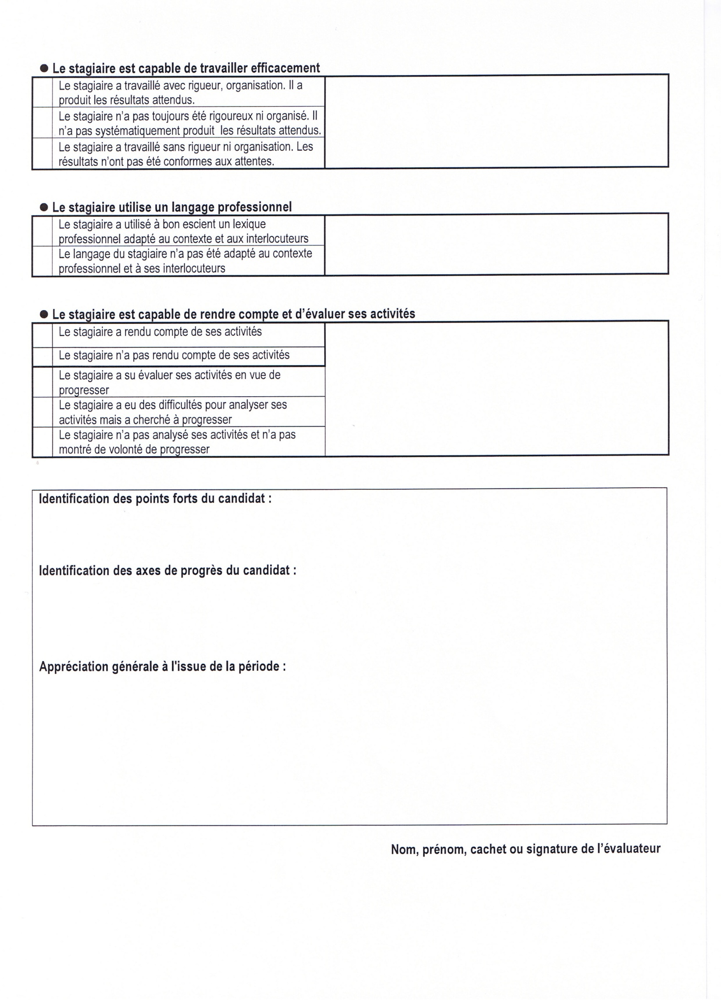 ● Le stagiaire est capable de travailler efficacement
Le stagiaire a travaillé avec rigueur, organisation. Il a
produit les résultats attendus.
Le stagiaire n’a pas toujours été rigoureux ni organisé. Il
n’a pas systématiquement produit  les résultats attendus.
Le stagiaire a travaillé sans rigueur ni organisation. Les
résultats n’ont pas été conformes aux attentes.
● Le stagiaire utilise un langage professionnel
Le stagiaire a utilisé à bon escient un lexique
professionnel adapté au contexte et aux interlocuteurs
Le langage du stagiaire n’a pas été adapté au contexte
professionnel et à ses interlocuteurs
● Le stagiaire est capable de rendre compte et d’évaluer ses activités
Le stagiaire a rendu compte de ses activités
Le stagiaire n’a pas rendu compte de ses activités
Le stagiaire a su évaluer ses activités en vue de
progresser
Le stagiaire a eu des difficultés pour analyser ses
activités mais a cherché à progresser
Le stagiaire n’a pas analysé ses activités et n’a pas
montré de volonté de progresser
Identification des points forts du candidat :
Identification des axes de progrès du candidat :
Appréciation générale à l'issue de la période :
Nom, prénom, cachet ou signature de l’évaluateur